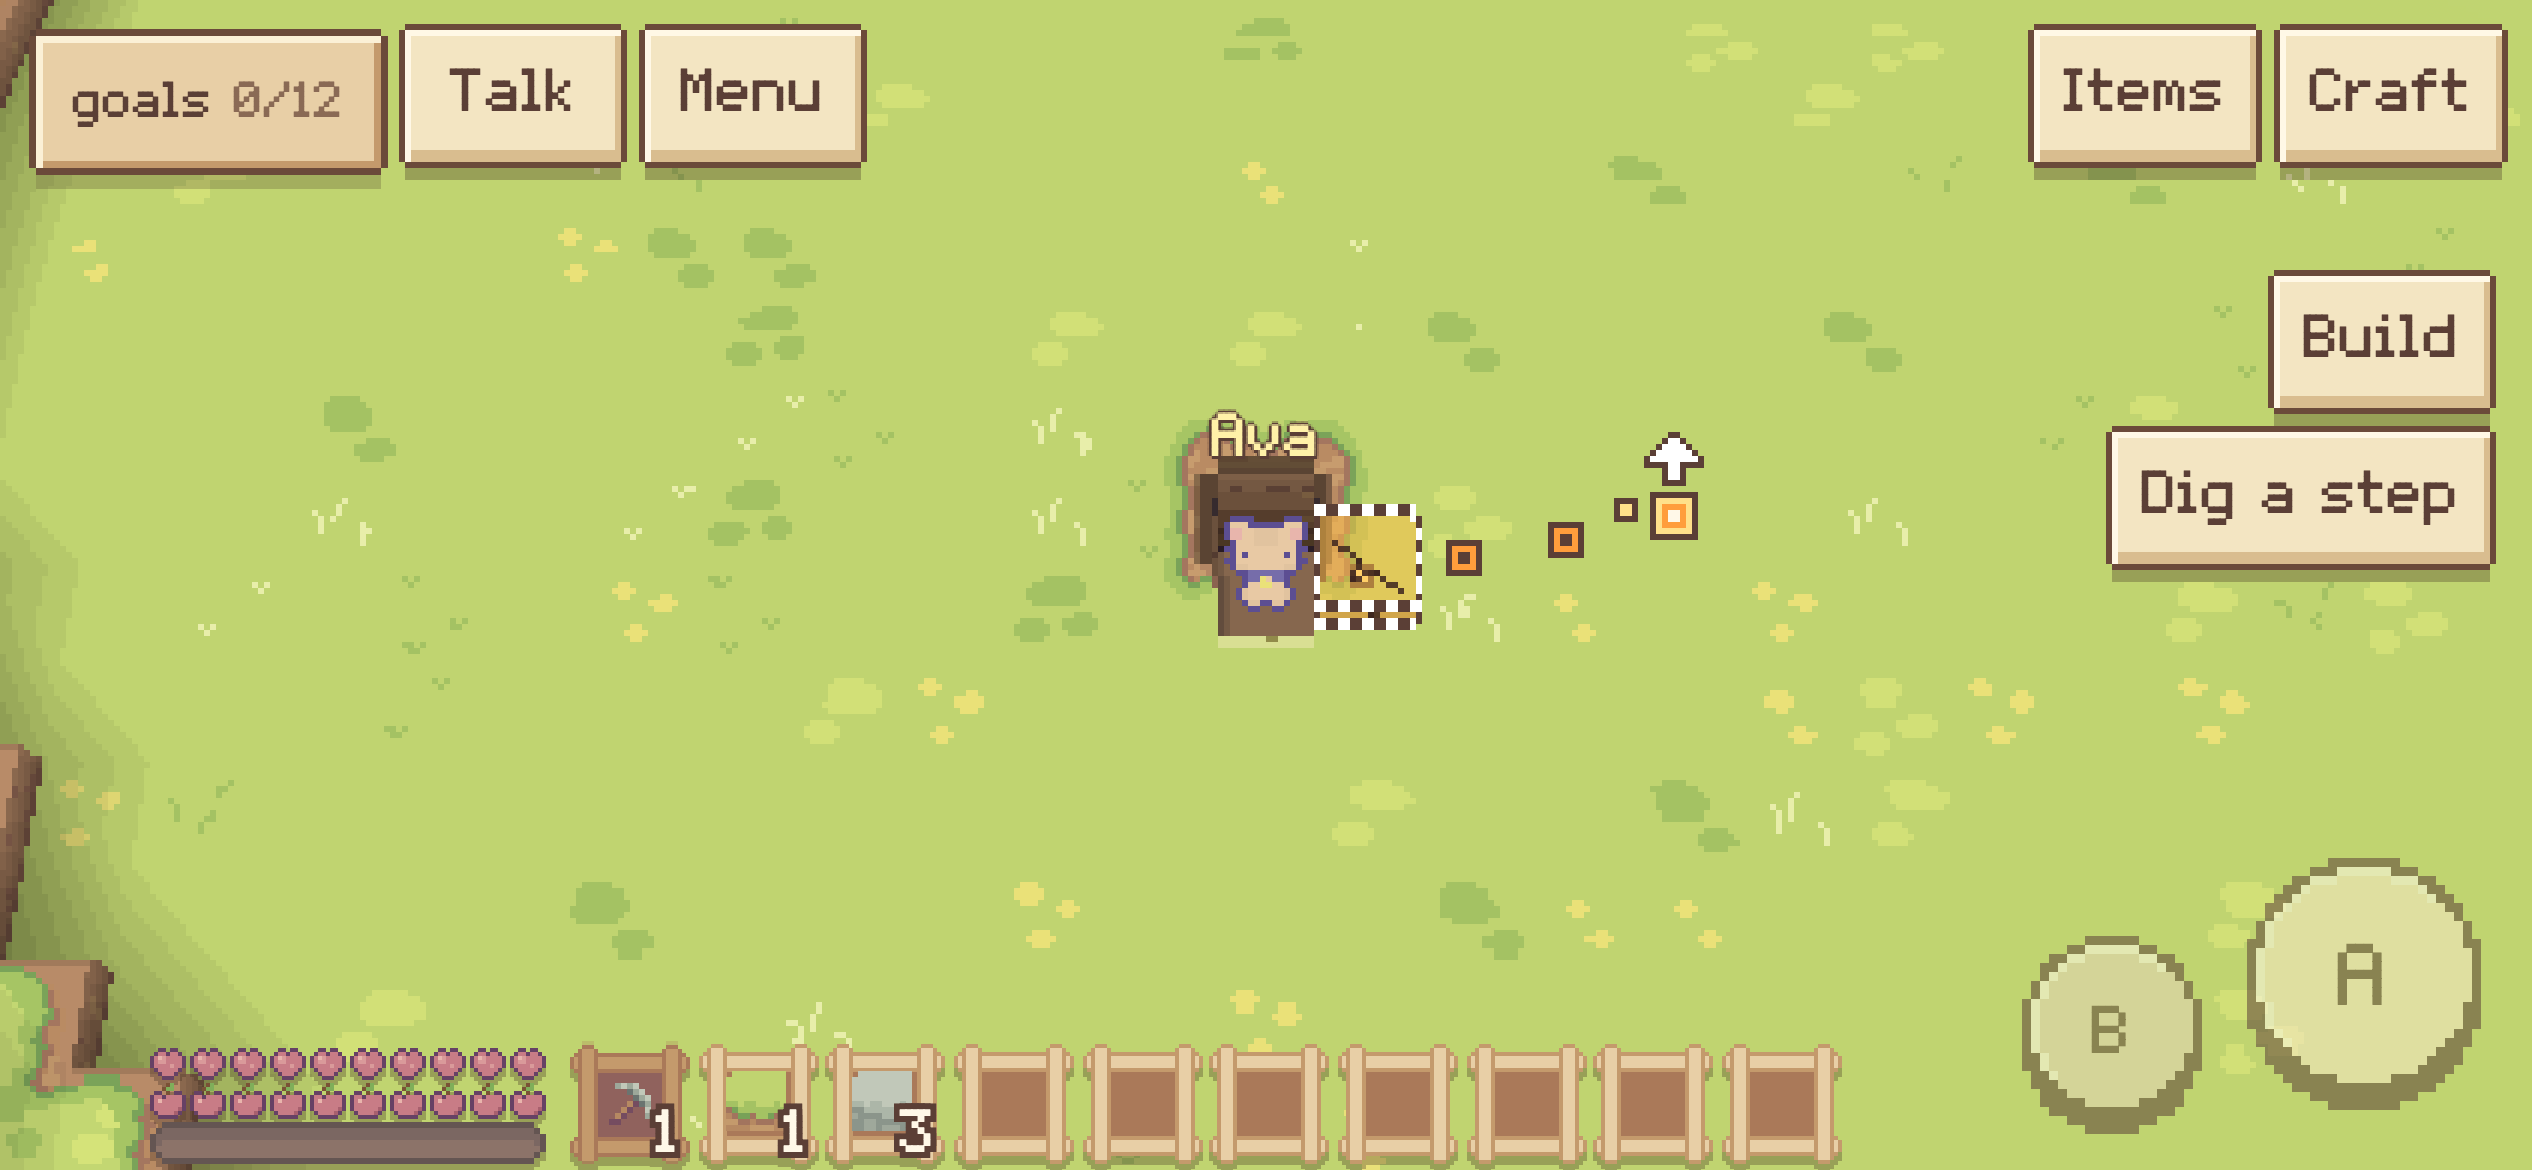 goals 0/12
Talk
Menu
Items
Craft
Build
Dig a step
Ava
1
1
3
B
A